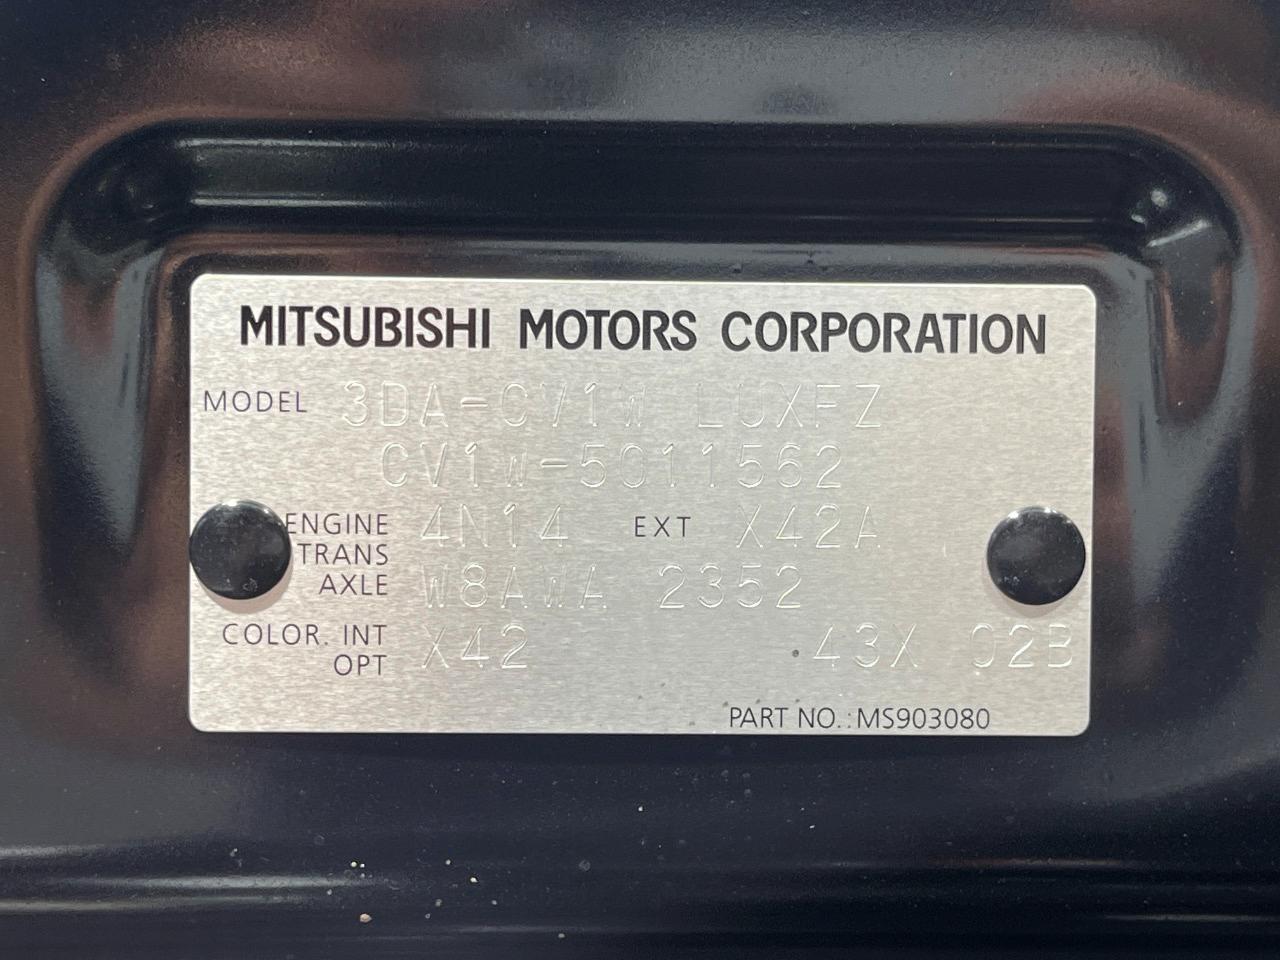 MITSUBISHI MOTORS CORPORATION
MODEL 3DA-CV1W LUXFZ
CV1W-5011562
ENGINE 4N14 EXT X42A
TRANS
AXLE W8AWA 2352
COLOR. INT
OPT X42 43X 02B
PART NO.:MS903080